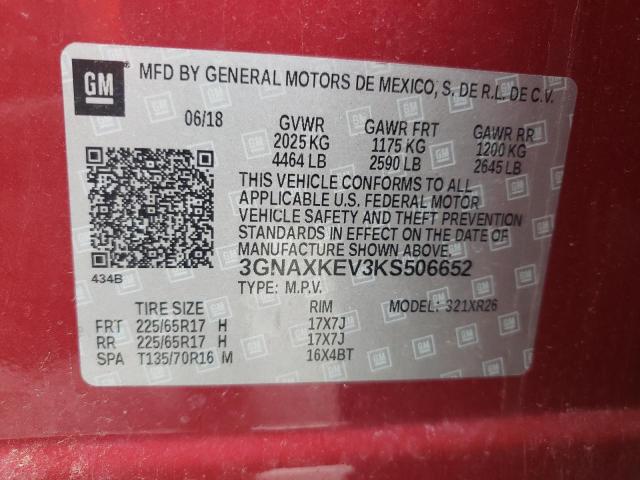 GM
MFD BY GENERAL MOTORS DE MEXICO, S. DE R.L. DE C.V.
06/18 GVWR GAWR FRT GAWR RR
2025 KG 1175 KG 1200 KG
4464 LB 2590 LB 2645 LB
THIS VEHICLE CONFORMS TO ALL
APPLICABLE U.S. FEDERAL MOTOR
VEHICLE SAFETY AND THEFT PREVENTION
STANDARDS IN EFFECT ON THE DATE OF
MANUFACTURE SHOWN ABOVE.
434B
3GNAXKEV3KS506652
TYPE: M.P.V. MODEL: 321XR26
TIRE SIZE RIM
FRT 225/65R17 H 17X7J
RR 225/65R17 H 17X7J
SPA T135/70R16 M 16X4BT